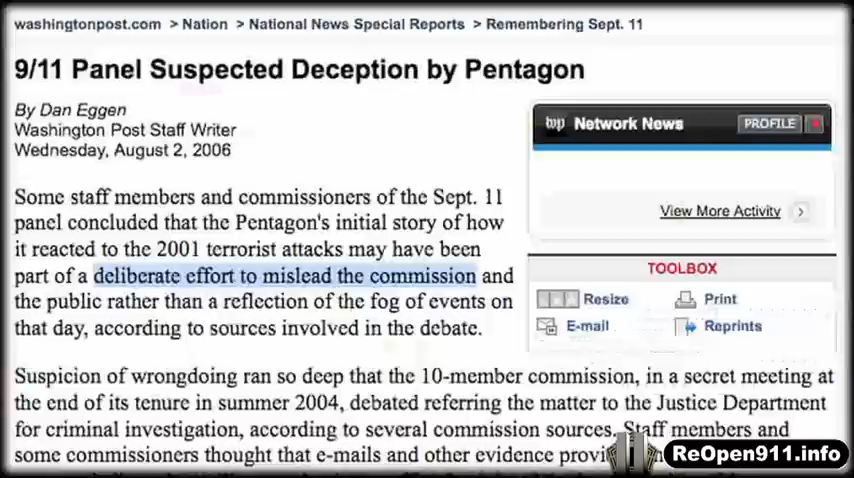 washingtonpost.com > Nation > National News Special Reports > Remembering Sept. 11
9/11 Panel Suspected Deception by Pentagon
By Dan Eggen
Washington Post Staff Writer
Wednesday, August 2, 2006
wp Network News PROFILE
View More Activity
TOOLBOX
Resize Print
E-mail Reprints
Some staff members and commissioners of the Sept. 11
panel concluded that the Pentagon's initial story of how
it reacted to the 2001 terrorist attacks may have been
part of a deliberate effort to mislead the commission and
the public rather than a reflection of the fog of events on
that day, according to sources involved in the debate.
Suspicion of wrongdoing ran so deep that the 10-member commission, in a secret meeting at
the end of its tenure in summer 2004, debated referring the matter to the Justice Department
for criminal investigation, according to several commission sources. Staff members and
some commissioners thought that e-mails and other evidence
ReOpen911.info